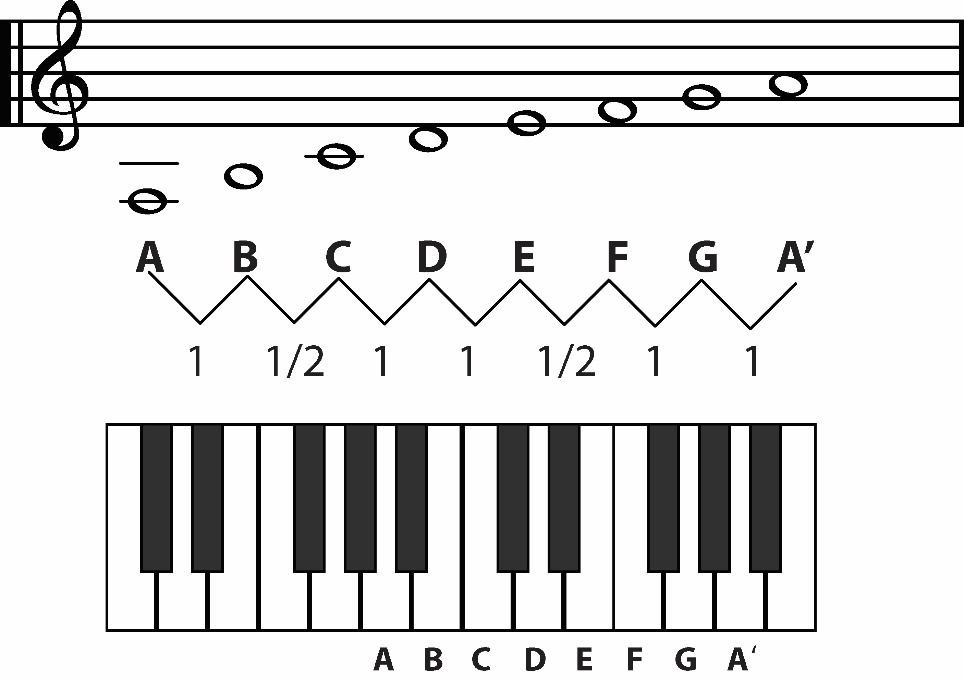 A B C D E F G A′
1 1/2 1 1 1/2 1 1
A B C D E F G A‘